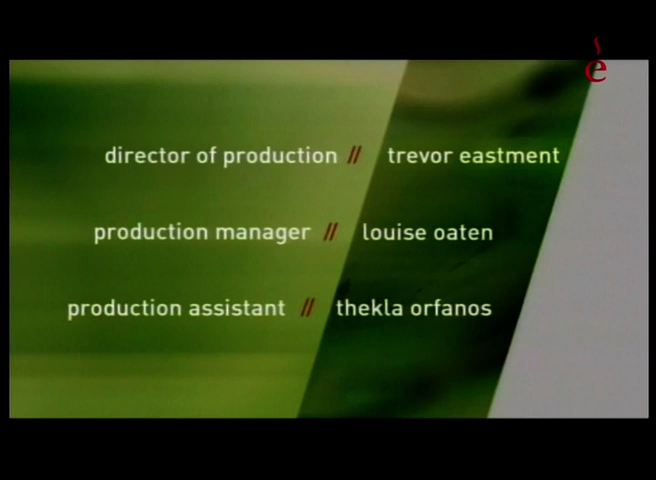 é
director of production // trevor eastment
production manager // louise oaten
production assistant // thekla orfanos